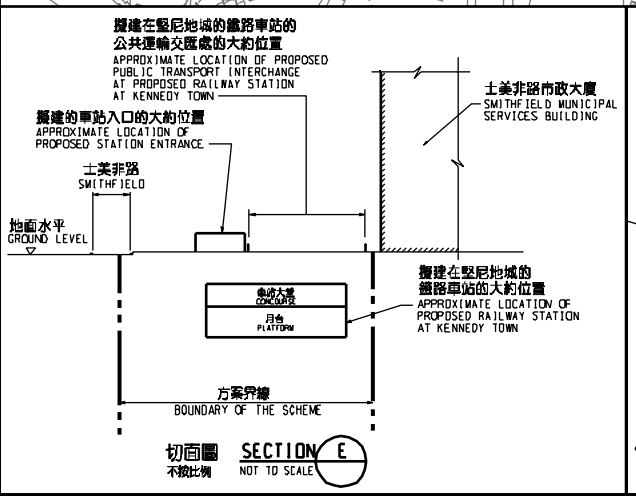 擬建在堅尼地城的鐵路車站的
公共運輸交匯處的大約位置
APPROXIMATE LOCATION OF PROPOSED
PUBLIC TRANSPORT INTERCHANGE
AT PROPOSED RAILWAY STATION
AT KENNEDY TOWN
士美非路市政大廈
SMITHFIELD MUNICIPAL
SERVICES BUILDING
擬建的車站入口的大約位置
APPROXIMATE LOCATION OF
PROPOSED STATION ENTRANCE
士美非路
SMITHFIELD
地面水平
GROUND LEVEL
擬建在堅尼地城的
鐵路車站的大約位置
APPROXIMATE LOCATION OF
PROPOSED RAILWAY STATION
AT KENNEDY TOWN
車站大堂
CONCOURSE
月台
PLATFORM
方案界線
BOUNDARY OF THE SCHEME
切面圖 SECTION E
不按比例 NOT TO SCALE